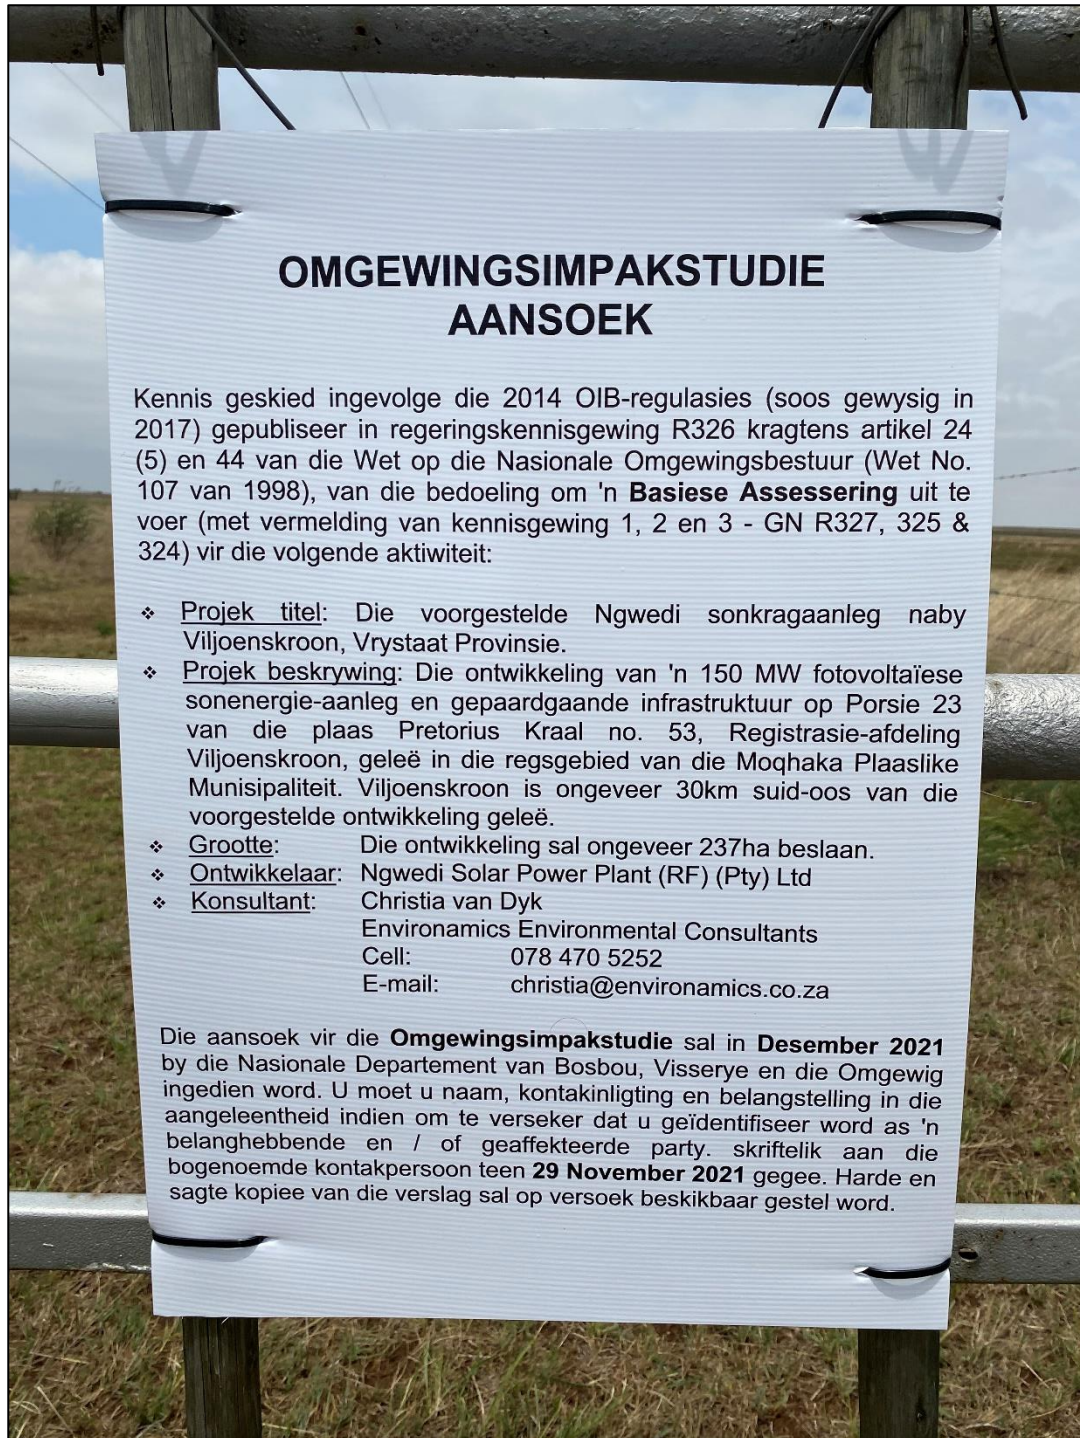 OMGEWINGSIMPAKSTUDIE
AANSOEK
Kennis geskied ingevolge die 2014 OIB-regulasies (soos gewysig in
2017) gepubliseer in regeringskennisgewing R326 kragtens artikel 24
(5) en 44 van die Wet op die Nasionale Omgewingsbestuur (Wet No.
107 van 1998), van die bedoeling om 'n Basiese Assessering uit te
voer (met vermelding van kennisgewing 1, 2 en 3 - GN R327, 325 &
324) vir die volgende aktiwiteit:
❖ Projek titel: Die voorgestelde Ngwedi sonkragaanleg naby
Viljoenskroon, Vrystaat Provinsie.
❖ Projek beskrywing: Die ontwikkeling van 'n 150 MW fotovoltaïese
sonenergie-aanleg en gepaardgaande infrastruktuur op Porsie 23
van die plaas Pretorius Kraal no. 53, Registrasie-afdeling
Viljoenskroon, geleë in die regsgebied van die Moqhaka Plaaslike
Munisipaliteit. Viljoenskroon is ongeveer 30km suid-oos van die
voorgestelde ontwikkeling geleë.
❖ Grootte: Die ontwikkeling sal ongeveer 237ha beslaan.
❖ Ontwikkelaar: Ngwedi Solar Power Plant (RF) (Pty) Ltd
❖ Konsultant: Christia van Dyk
Environamics Environmental Consultants
Cell: 078 470 5252
E-mail: christia@environamics.co.za
Die aansoek vir die Omgewingsimpakstudie sal in Desember 2021
by die Nasionale Departement van Bosbou, Visserye en die Omgewig
ingedien word. U moet u naam, kontakinligting en belangstelling in die
aangeleentheid indien om te verseker dat u geïdentifiseer word as 'n
belanghebbende en / of geaffekteerde party. skriftelik aan die
bogenoemde kontakpersoon teen 29 November 2021 gegee. Harde en
sagte kopiee van die verslag sal op versoek beskikbaar gestel word.